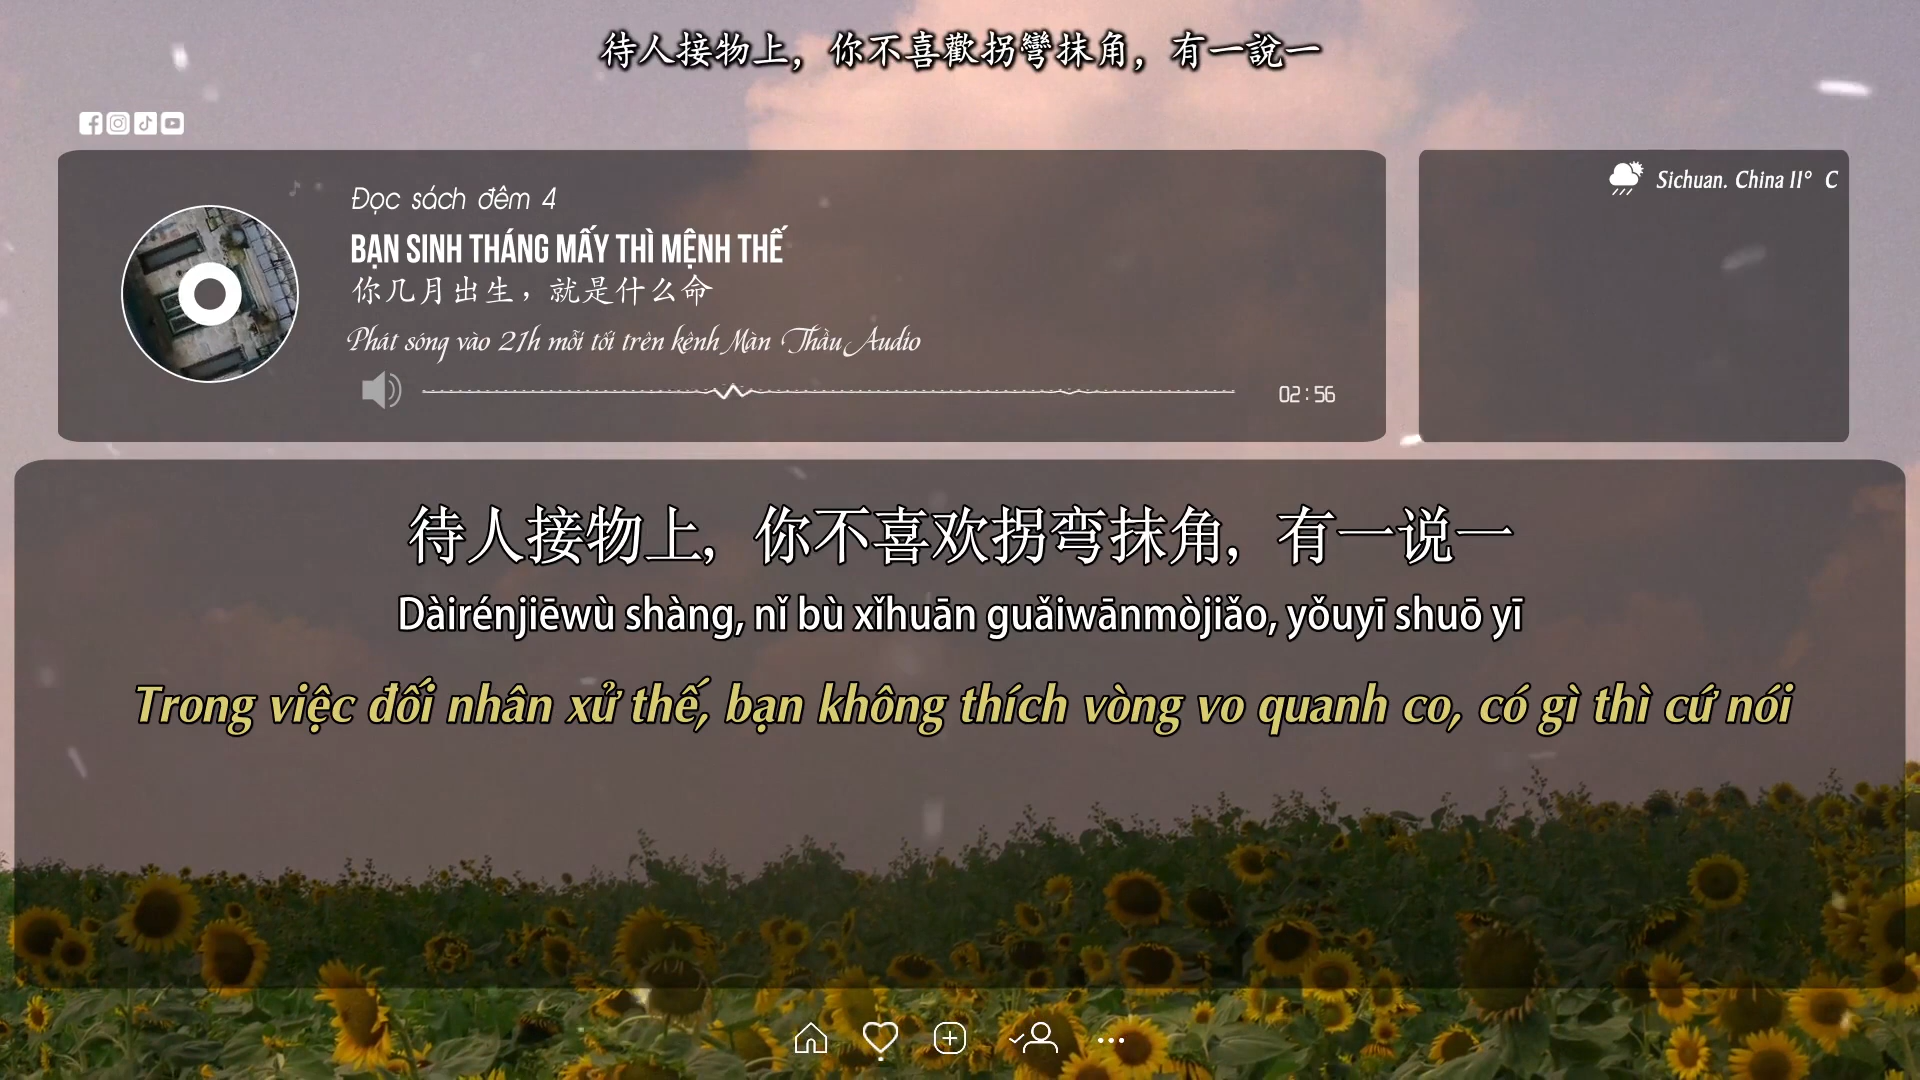 待人接物上，你不喜歡拐彎抹角，有一說一
Sichuan. China 11° C
Đọc sách đêm 4
BẠN SINH THÁNG MẤY THÌ MỆNH THẾ
你几月出生，就是什么命
Phát sóng vào 21h mỗi tối trên kênh Màn Thầu Audio
02:56
待人接物上，你不喜欢拐弯抹角，有一说一
Dàirénjiēwù shàng, nǐ bù xǐhuān guǎiwānmòjiǎo, yǒuyī shuō yī
Trong việc đối nhân xử thế, bạn không thích vòng vo quanh co, có gì thì cứ nói